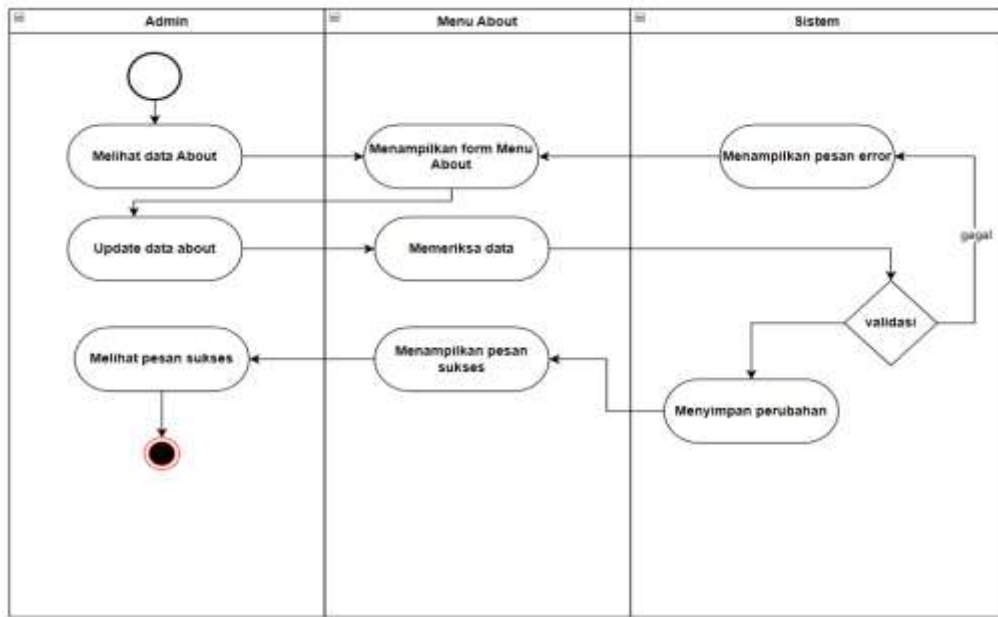 Admin
Menu About
Sistem
Melihat data About
Menampilkan form Menu
About
Menampilkan pesan error
Update data about
Memeriksa data
gagal
validasi
Melihat pesan sukses
Menampilkan pesan
sukses
Menyimpan perubahan